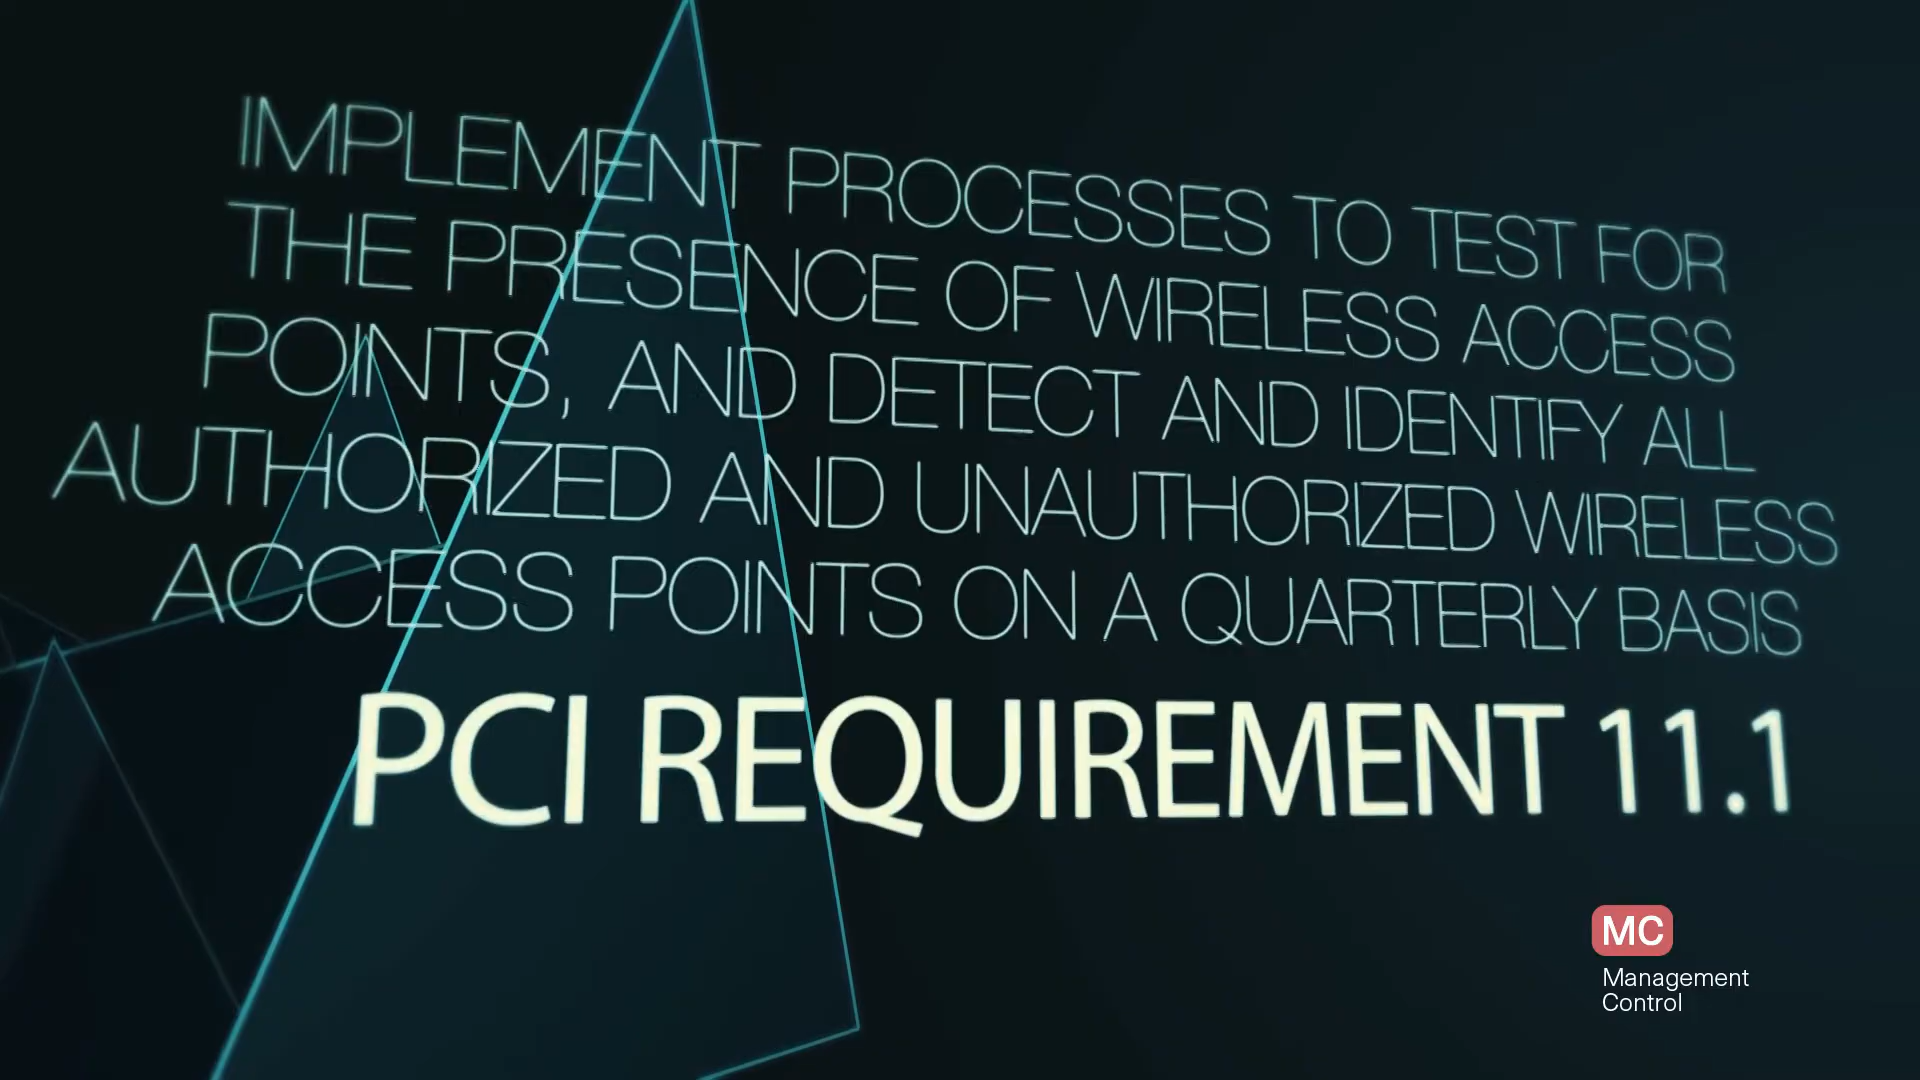 IMPLEMENT PROCESSES TO TEST FOR
THE PRESENCE OF WIRELESS ACCESS
POINTS, AND DETECT AND IDENTIFY ALL
AUTHORIZED AND UNAUTHORIZED WIRELESS
ACCESS POINTS ON A QUARTERLY BASIS
PCI REQUIREMENT 11.1
MC
Management
Control